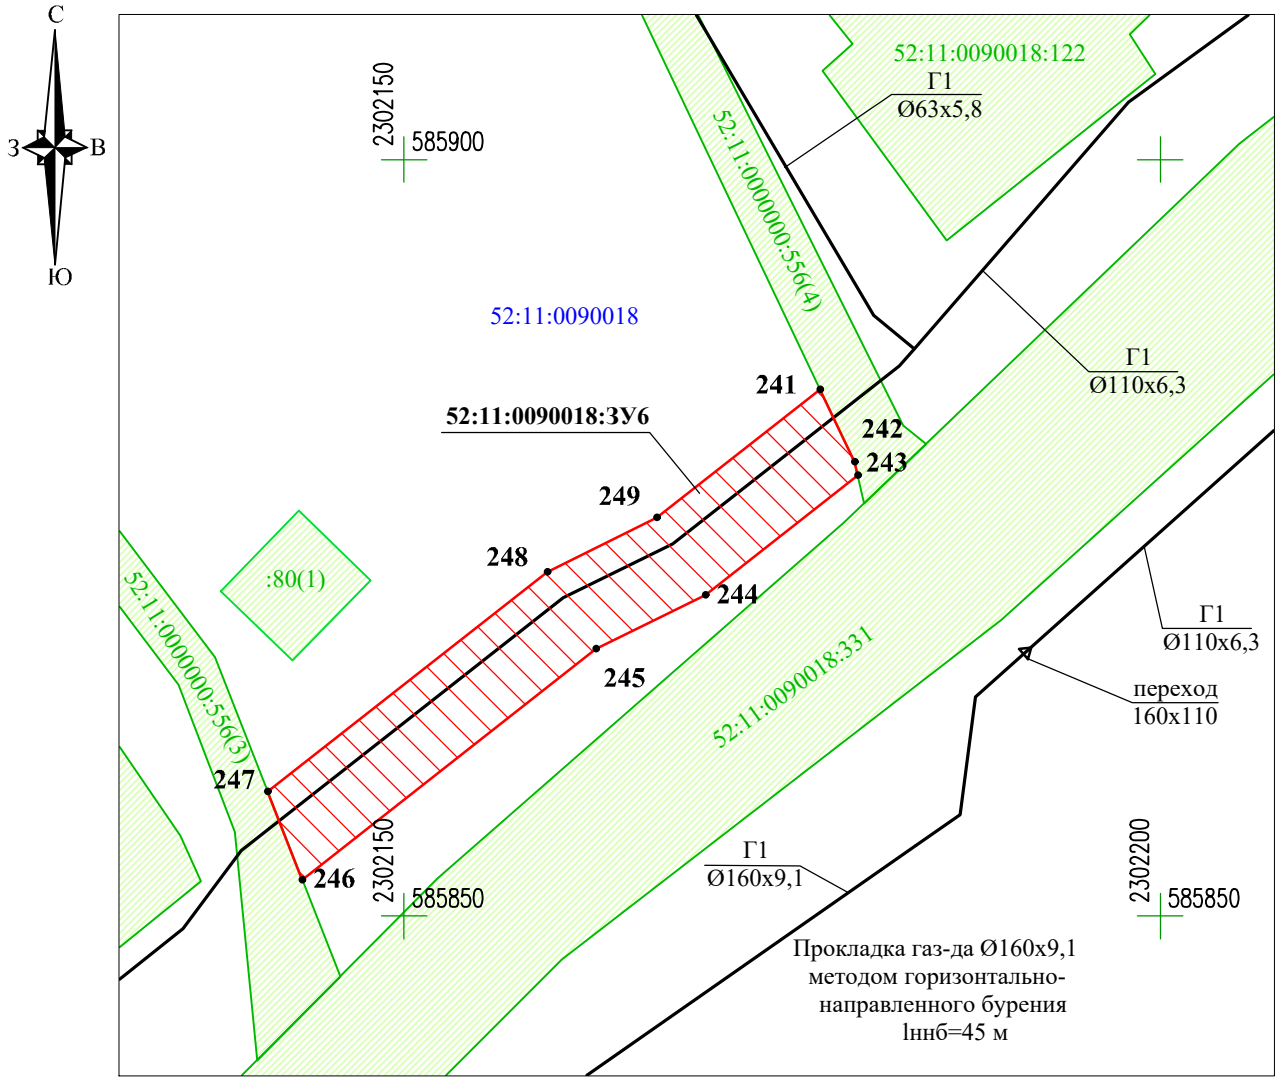 С
З
В
Ю
2302150
585900
52:11:0090018:122
Г1
Ø63х5,8
52:11:0000000:556(4)
52:11:0090018
Г1
Ø110х6,3
241
52:11:0090018:ЗУ6
242
243
249
248
:80(1)
244
52:11:0000000:556(3)
245
52:11:0090018:331
Г1
Ø110х6,3
переход
160х110
247
246
2302150
585850
Г1
Ø160х9,1
2302200
585850
Прокладка газ-да Ø160х9,1
методом горизонтально-
направленного бурения
lннб=45 м